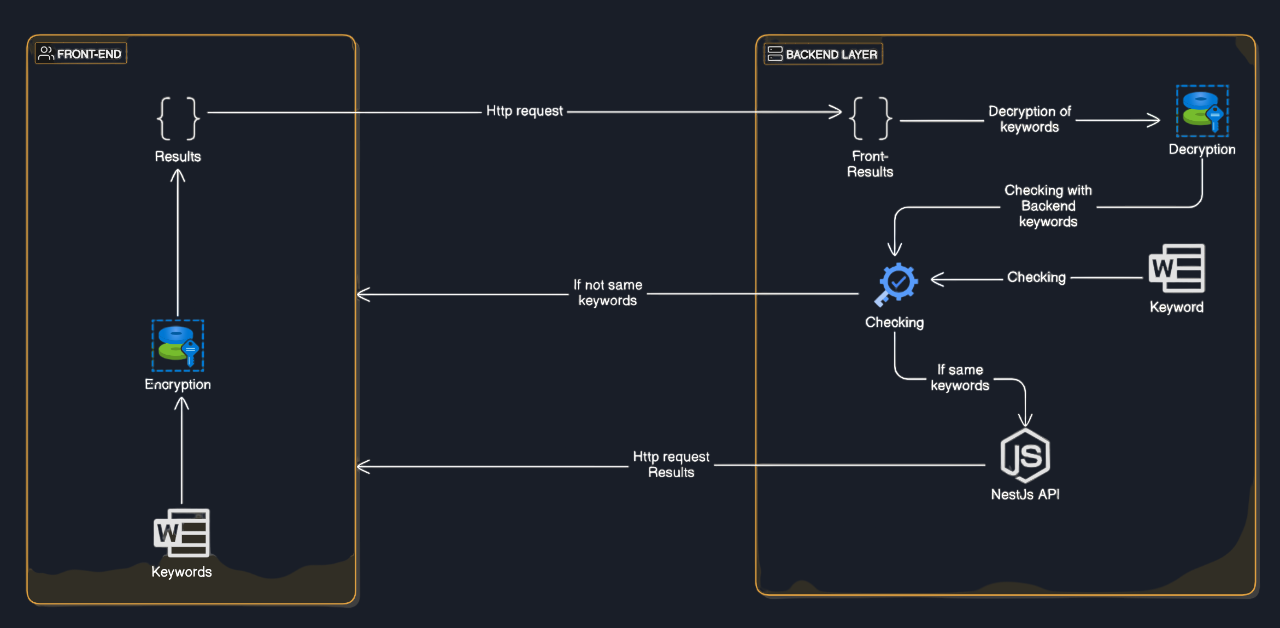 FRONT-END
BACKEND LAYER
Http request
Results
Front-
Results
Decryption of
keywords
Decryption
Checking with
Backend
keywords
W
Checking
Keyword
If not same
keywords
Checking
Encryption
If same
keywords
JS
NestJs API
Http request
Results
W
Keywords